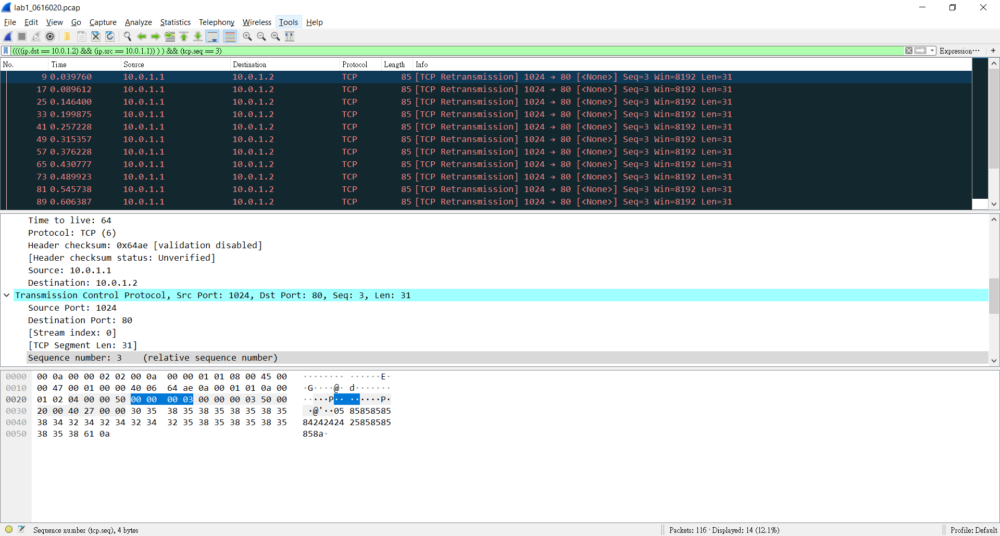 lab1_0616020.pcap
File Edit View Go Capture Analyze Statistics Telephony Wireless Tools Help
((((ip.dst == 10.0.1.2) && (ip.src == 10.0.1.1)) ) ) && (tcp.seq == 3) Expression… +
No. Time Source Destination Protocol Length Info
9 0.039760 10.0.1.1 10.0.1.2 TCP 85 [TCP Retransmission] 1024 → 80 [<None>] Seq=3 Win=8192 Len=31
17 0.089612 10.0.1.1 10.0.1.2 TCP 85 [TCP Retransmission] 1024 → 80 [<None>] Seq=3 Win=8192 Len=31
25 0.146400 10.0.1.1 10.0.1.2 TCP 85 [TCP Retransmission] 1024 → 80 [<None>] Seq=3 Win=8192 Len=31
33 0.199875 10.0.1.1 10.0.1.2 TCP 85 [TCP Retransmission] 1024 → 80 [<None>] Seq=3 Win=8192 Len=31
41 0.257228 10.0.1.1 10.0.1.2 TCP 85 [TCP Retransmission] 1024 → 80 [<None>] Seq=3 Win=8192 Len=31
49 0.315357 10.0.1.1 10.0.1.2 TCP 85 [TCP Retransmission] 1024 → 80 [<None>] Seq=3 Win=8192 Len=31
57 0.376228 10.0.1.1 10.0.1.2 TCP 85 [TCP Retransmission] 1024 → 80 [<None>] Seq=3 Win=8192 Len=31
65 0.430777 10.0.1.1 10.0.1.2 TCP 85 [TCP Retransmission] 1024 → 80 [<None>] Seq=3 Win=8192 Len=31
73 0.489923 10.0.1.1 10.0.1.2 TCP 85 [TCP Retransmission] 1024 → 80 [<None>] Seq=3 Win=8192 Len=31
81 0.545738 10.0.1.1 10.0.1.2 TCP 85 [TCP Retransmission] 1024 → 80 [<None>] Seq=3 Win=8192 Len=31
89 0.606387 10.0.1.1 10.0.1.2 TCP 85 [TCP Retransmission] 1024 → 80 [<None>] Seq=3 Win=8192 Len=31
Time to live: 64
Protocol: TCP (6)
Header checksum: 0x64ae [validation disabled]
[Header checksum status: Unverified]
Source: 10.0.1.1
Destination: 10.0.1.2
Transmission Control Protocol, Src Port: 1024, Dst Port: 80, Seq: 3, Len: 31
Source Port: 1024
Destination Port: 80
[Stream index: 0]
[TCP Segment Len: 31]
Sequence number: 3 (relative sequence number)
0000 00 0a 00 00 02 02 00 0a 00 00 01 01 08 00 45 00 ········ ······E·
0010 00 47 00 01 00 00 40 06 64 ae 0a 00 01 01 0a 00 ·G····@· d·······
0020 01 02 04 00 00 50 00 00 00 03 00 00 00 03 50 00 ·····P·· ······P·
0030 20 00 40 27 00 00 30 35 38 35 38 35 38 35 38 35 ·@'··05 85858585
0040 38 34 32 34 32 34 32 34 32 35 38 35 38 35 38 35 84242424 25858585
0050 38 35 38 61 0a 858a·
Sequence number (tcp.seq), 4 bytes Packets: 116 · Displayed: 14 (12.1%) Profile: Default